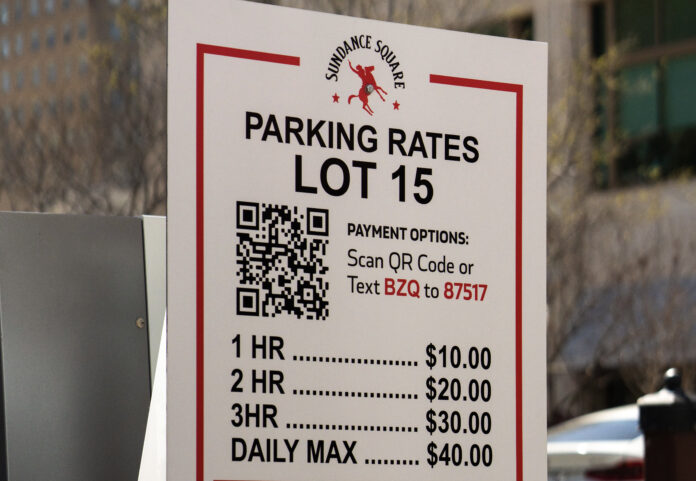 SUNDANCE SQUARE
PARKING RATES
LOT 15
PAYMENT OPTIONS:
Scan QR Code or
Text BZQ to 87517
1 HR ..................... $10.00
2 HR ..................... $20.00
3HR ...................... $30.00
DAILY MAX .......... $40.00